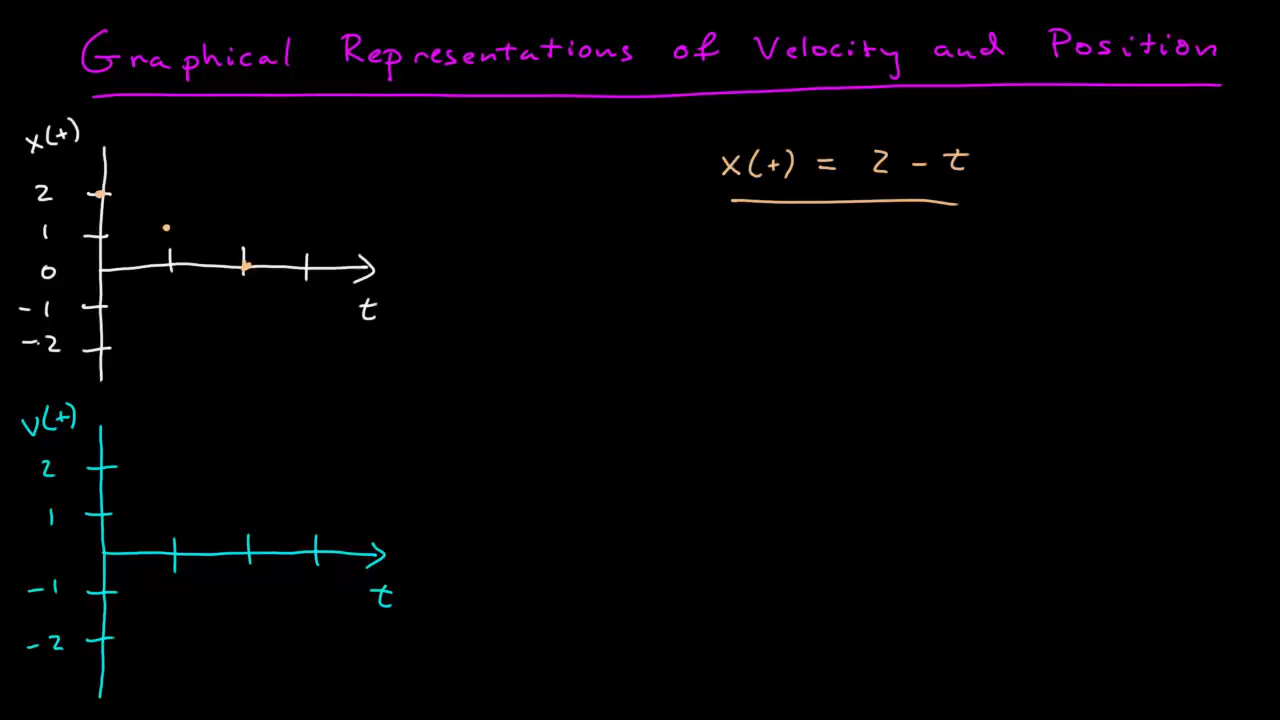 Graphical Representations of Velocity and Position
x(t)
2
1
0
-1
-2
t
x(t) = 2 - t
v(t)
2
1
-1
-2
t